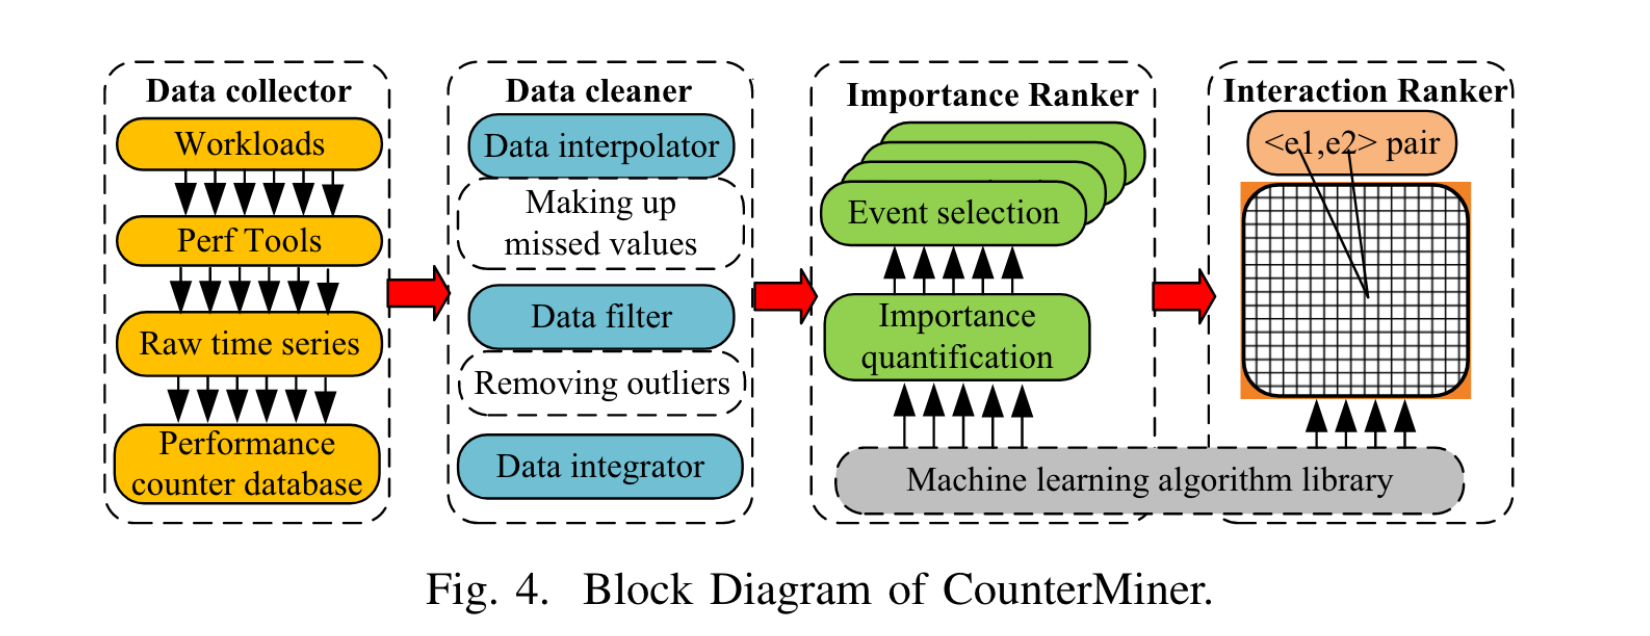 Data collector
Workloads
Perf Tools
Raw time series
Performance
counter database
Data cleaner
Data interpolator
Making up
missed values
Data filter
Removing outliers
Data integrator
Importance Ranker
Event selection
Importance
quantification
Interaction Ranker
<e1,e2> pair
Machine learning algorithm library
Fig. 4. Block Diagram of CounterMiner.